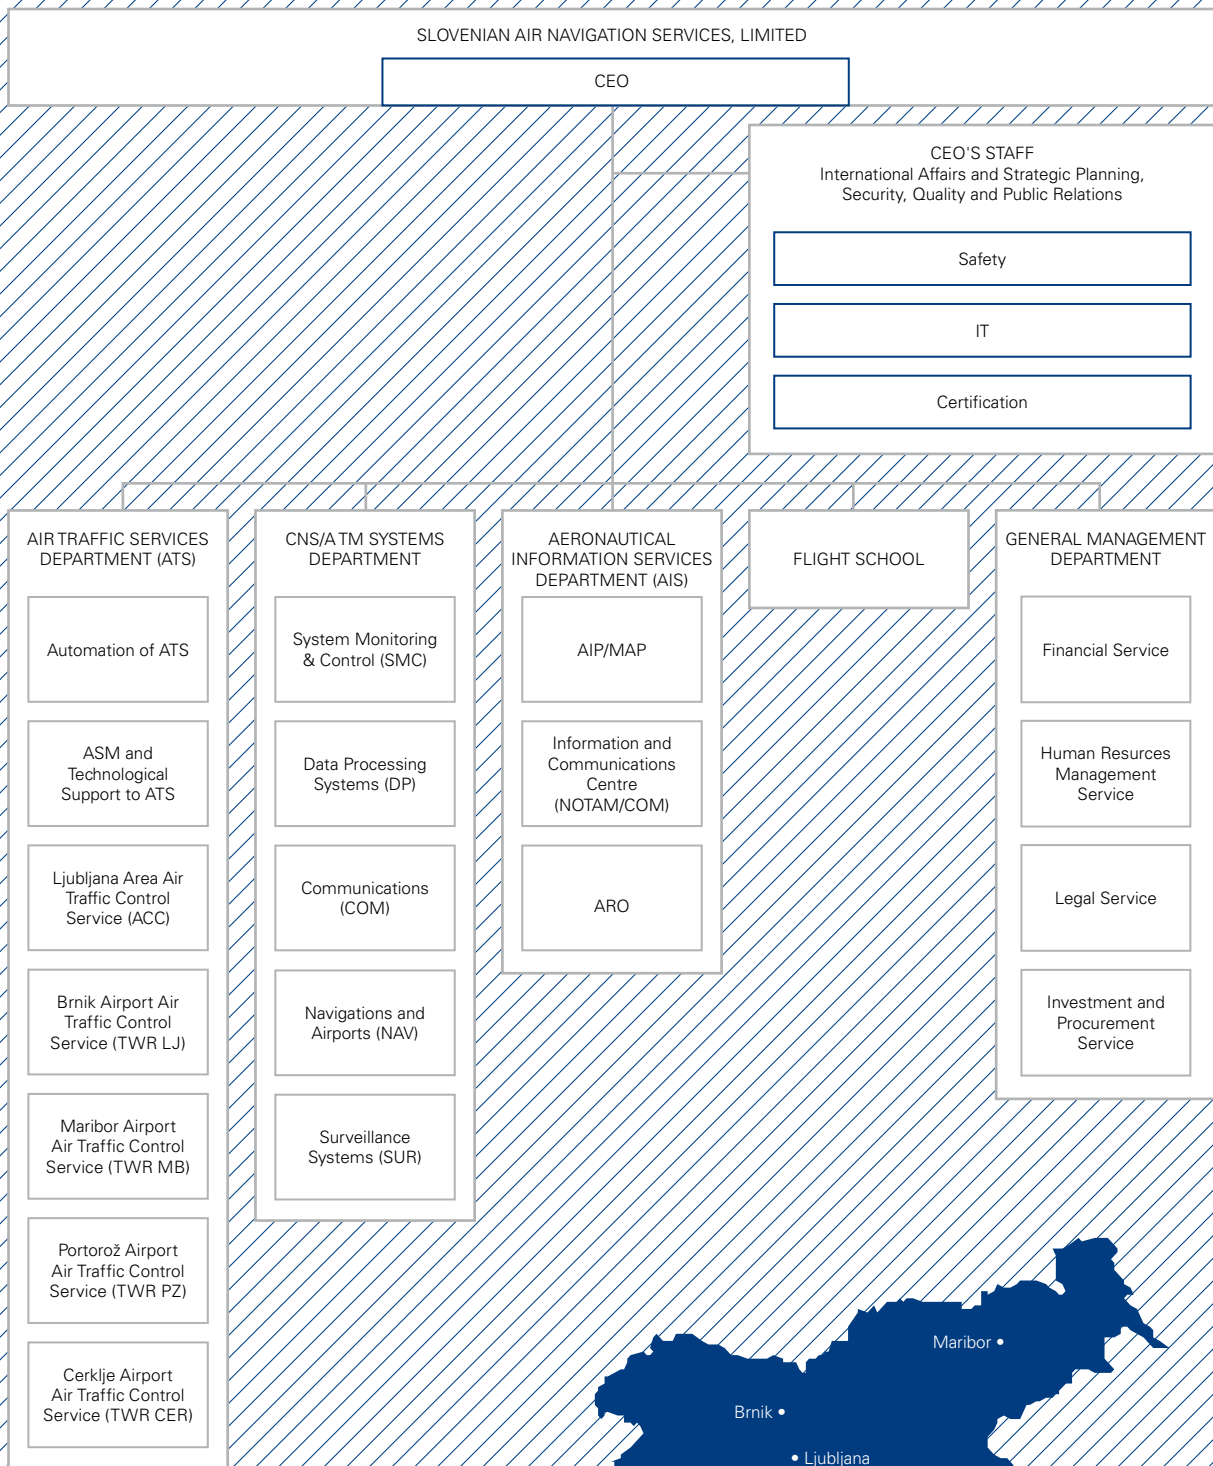 SLOVENIAN AIR NAVIGATION SERVICES, LIMITED
CEO
CEO'S STAFF
International Affairs and Strategic Planning,
Security, Quality and Public Relations
Safety
IT
Certification
AIR TRAFFIC SERVICES
DEPARTMENT (ATS)
Automation of ATS
ASM and
Technological
Support to ATS
Ljubljana Area Air
Traffic Control
Service (ACC)
Brnik Airport Air
Traffic Control
Service (TWR LJ)
Maribor Airport
Air Traffic Control
Service (TWR MB)
Portorož Airport
Air Traffic Control
Service (TWR PZ)
Cerklje Airport
Air Traffic Control
Service (TWR CER)
CNS/A TM SYSTEMS
DEPARTMENT
System Monitoring
& Control (SMC)
Data Processing
Systems (DP)
Communications
(COM)
Navigations and
Airports (NAV)
Surveillance
Systems (SUR)
AERONAUTICAL
INFORMATION SERVICES
DEPARTMENT (AIS)
AIP/MAP
Information and
Communications
Centre
(NOTAM/COM)
ARO
FLIGHT SCHOOL
GENERAL MANAGEMENT
DEPARTMENT
Financial Service
Human Resurces
Management
Service
Legal Service
Investment and
Procurement
Service
Maribor
Brnik
Ljubljana